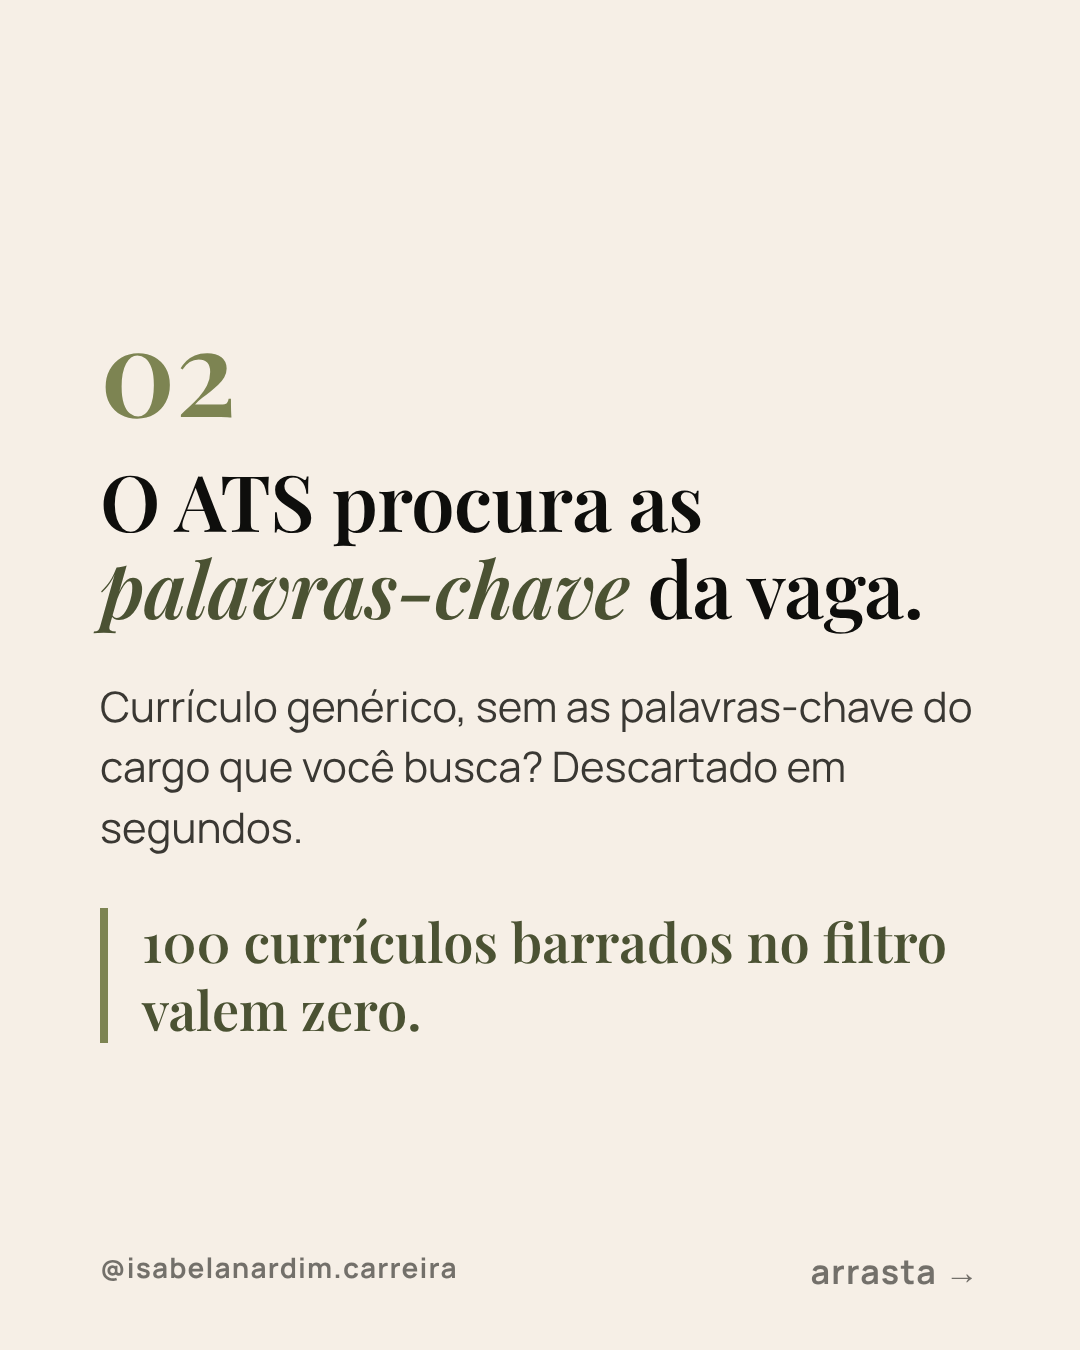 02
O ATS procura as
palavras-chave da vaga.
Currículo genérico, sem as palavras-chave do
cargo que você busca? Descartado em
segundos.
100 currículos barrados no filtro
valem zero.
@isabelanardim.carreira
arrasta →